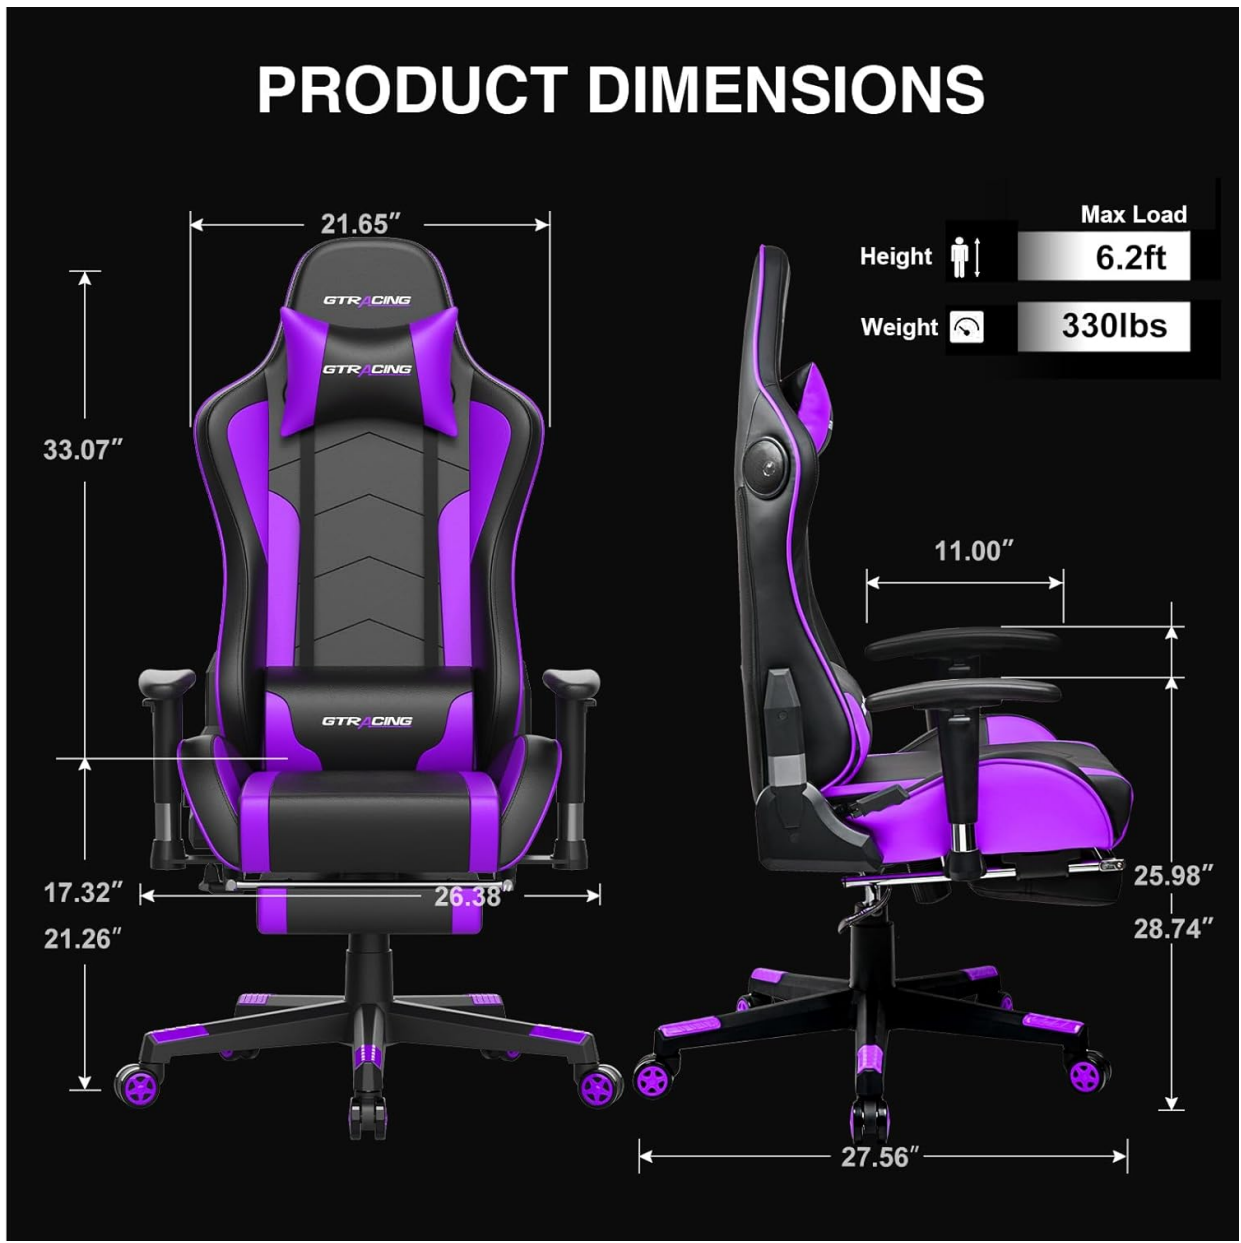 PRODUCT DIMENSIONS
21.65″
Max Load
Height 6.2ft
Weight 330lbs
GTRACING
GTRACING
33.07″
11.00″
GTRACING
17.32″
26.38″
25.98″
21.26″
28.74″
27.56″